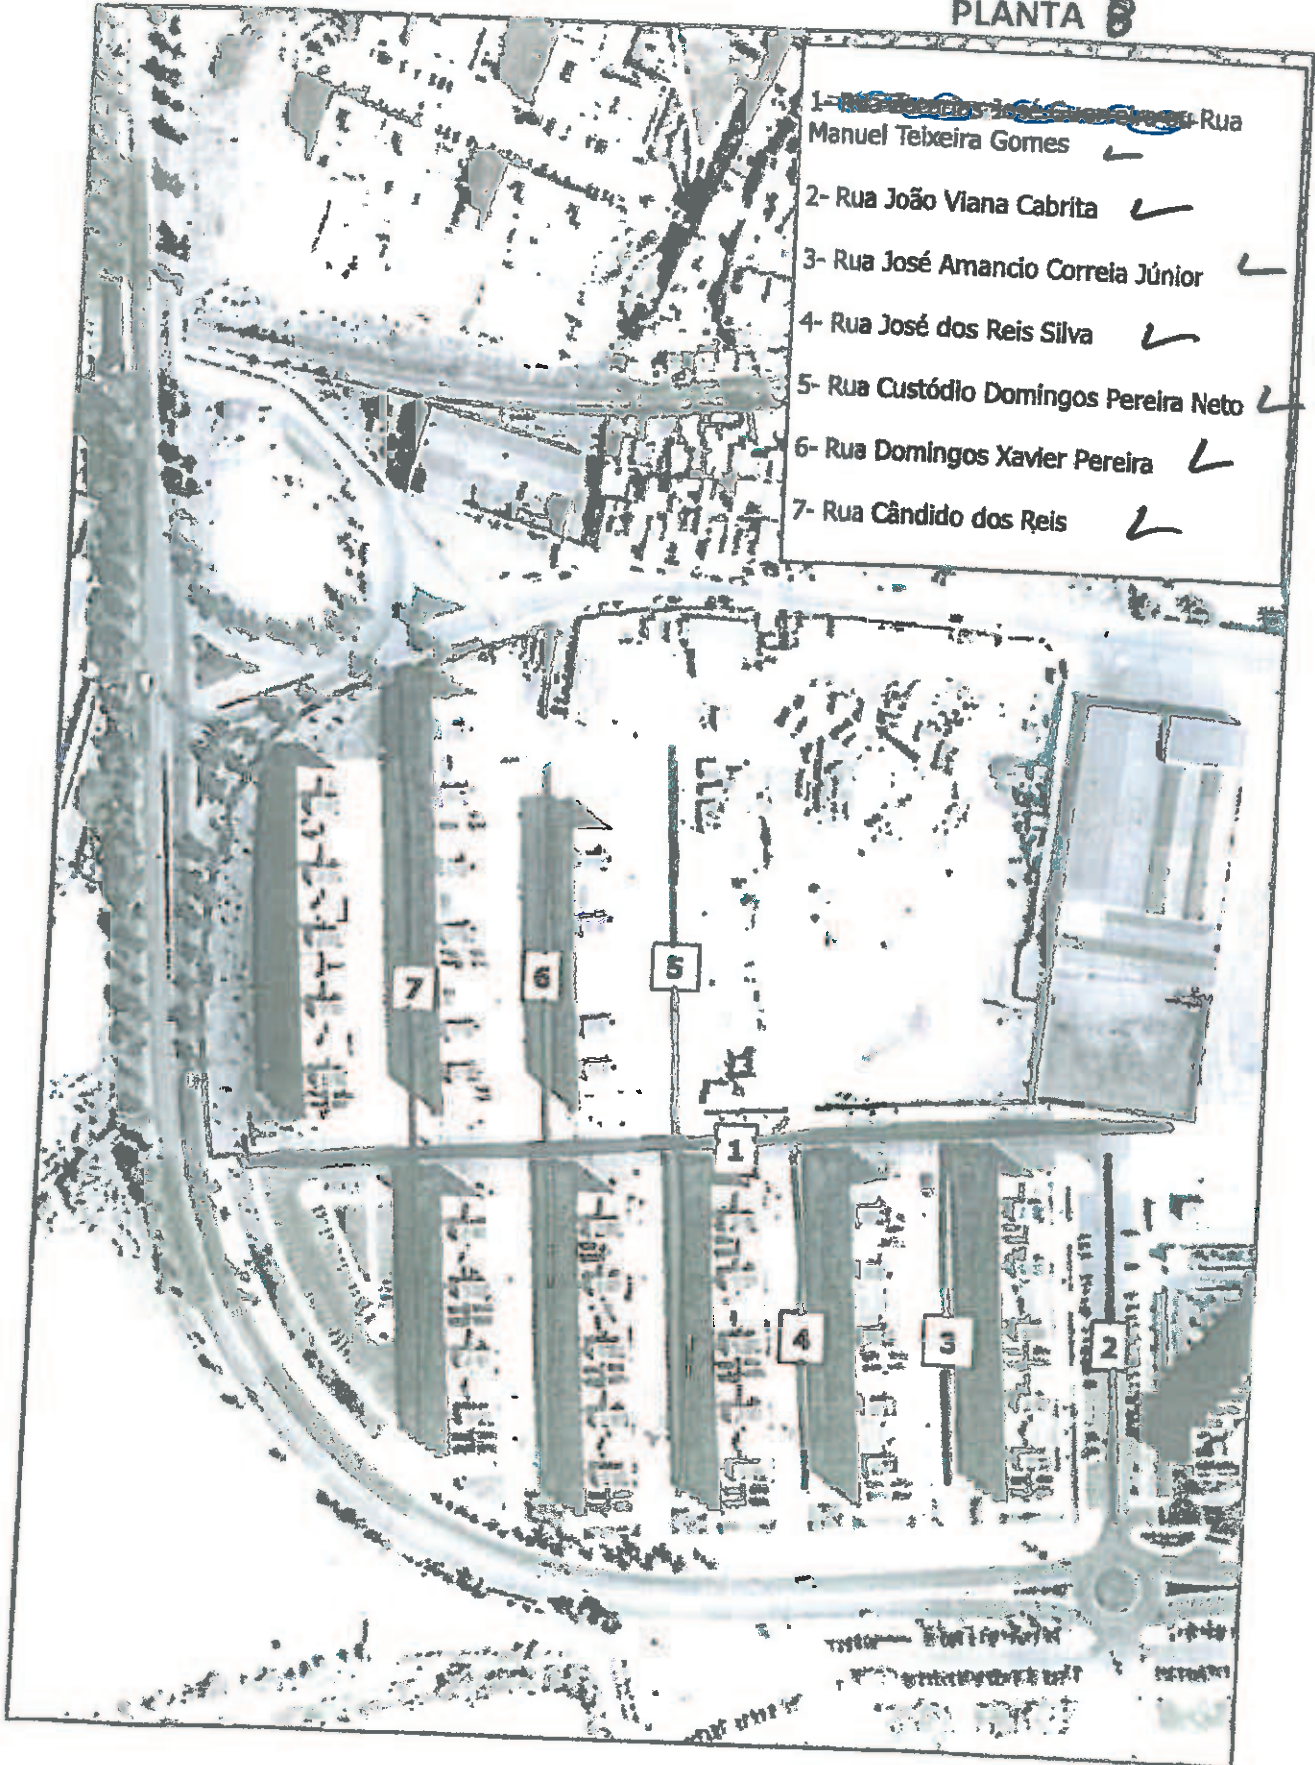 PLANTA B
1- Rua
Manuel Teixeira Gomes
2- Rua João Viana Cabrita
3- Rua José Amancio Correia Júnior
4- Rua José dos Reis Silva
5- Rua Custódio Domingos Pereira Neto
6- Rua Domingos Xavier Pereira
7- Rua Cândido dos Reis
7
6
5
1
4
3
2